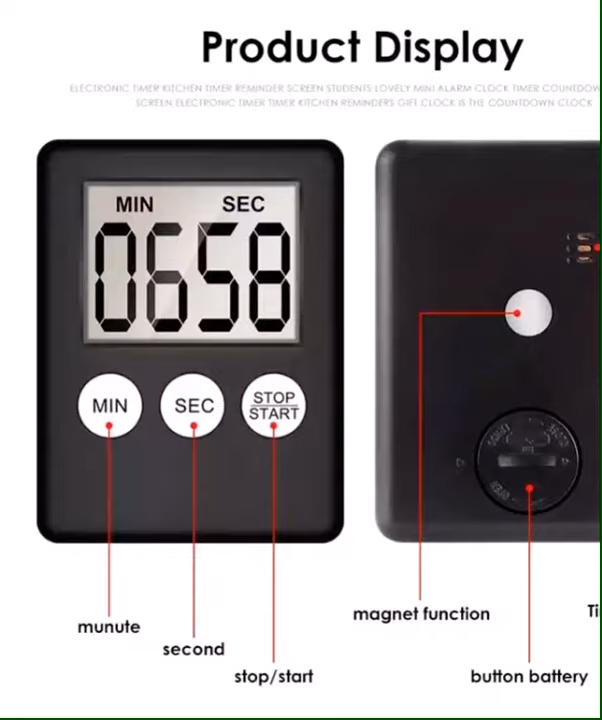 Product Display
ELECTRONIC TIMER KITCHEN TIMER REMINDER SCREEN STUDENTS LOVELY MINI ALARM CLOCK TIMER COUNTDOW
SCREEN ELECTRONIC TIMER TIMER KITCHEN REMINDERS GIFT CLOCK IS THE COUNTDOWN CLOCK
MIN SEC
0658
MIN SEC STOP
START
OPEN
magnet function
munute
second
stop/start
button battery